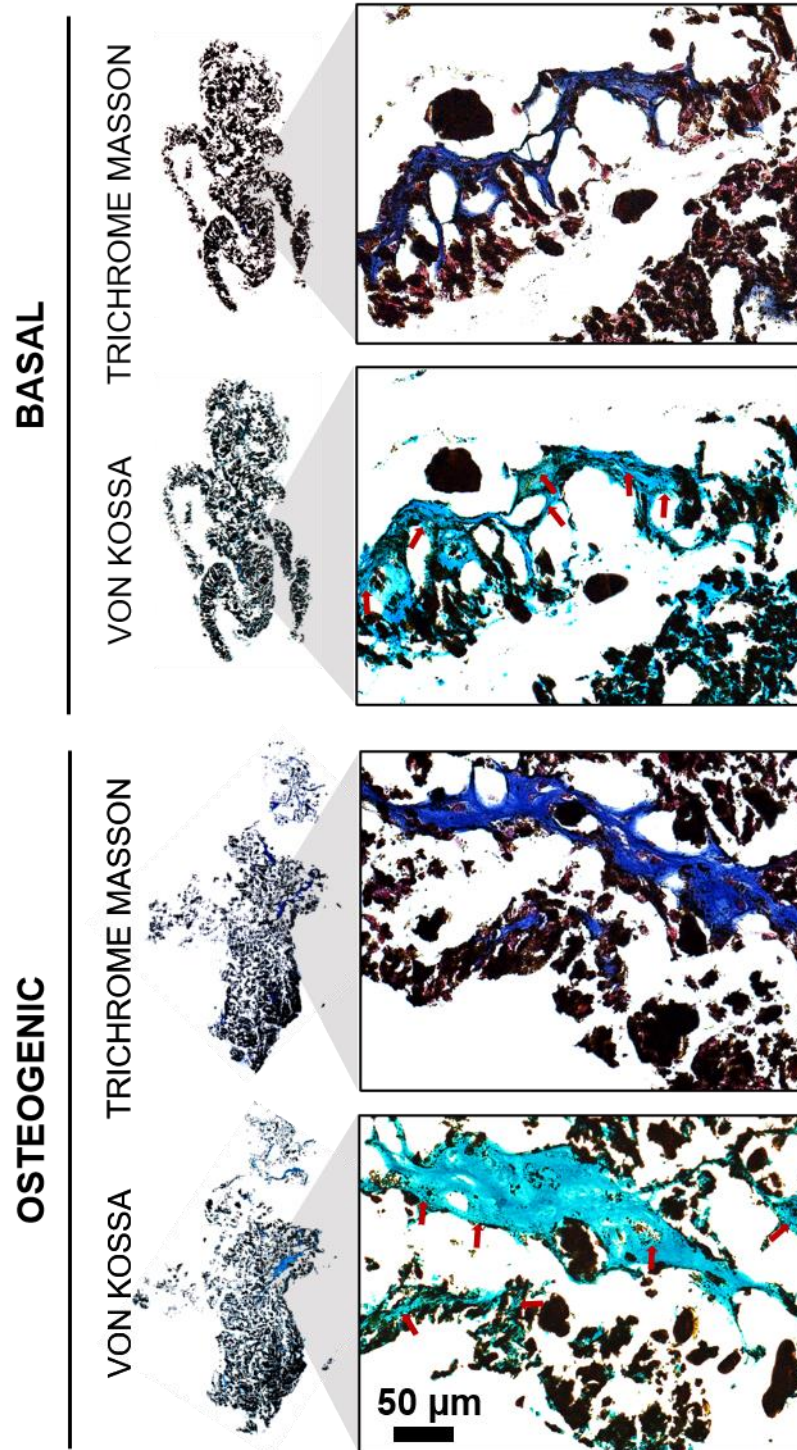 BASAL
TRICHROME MASSON
VON KOSSA
OSTEOGENIC
TRICHROME MASSON
VON KOSSA
50 µm